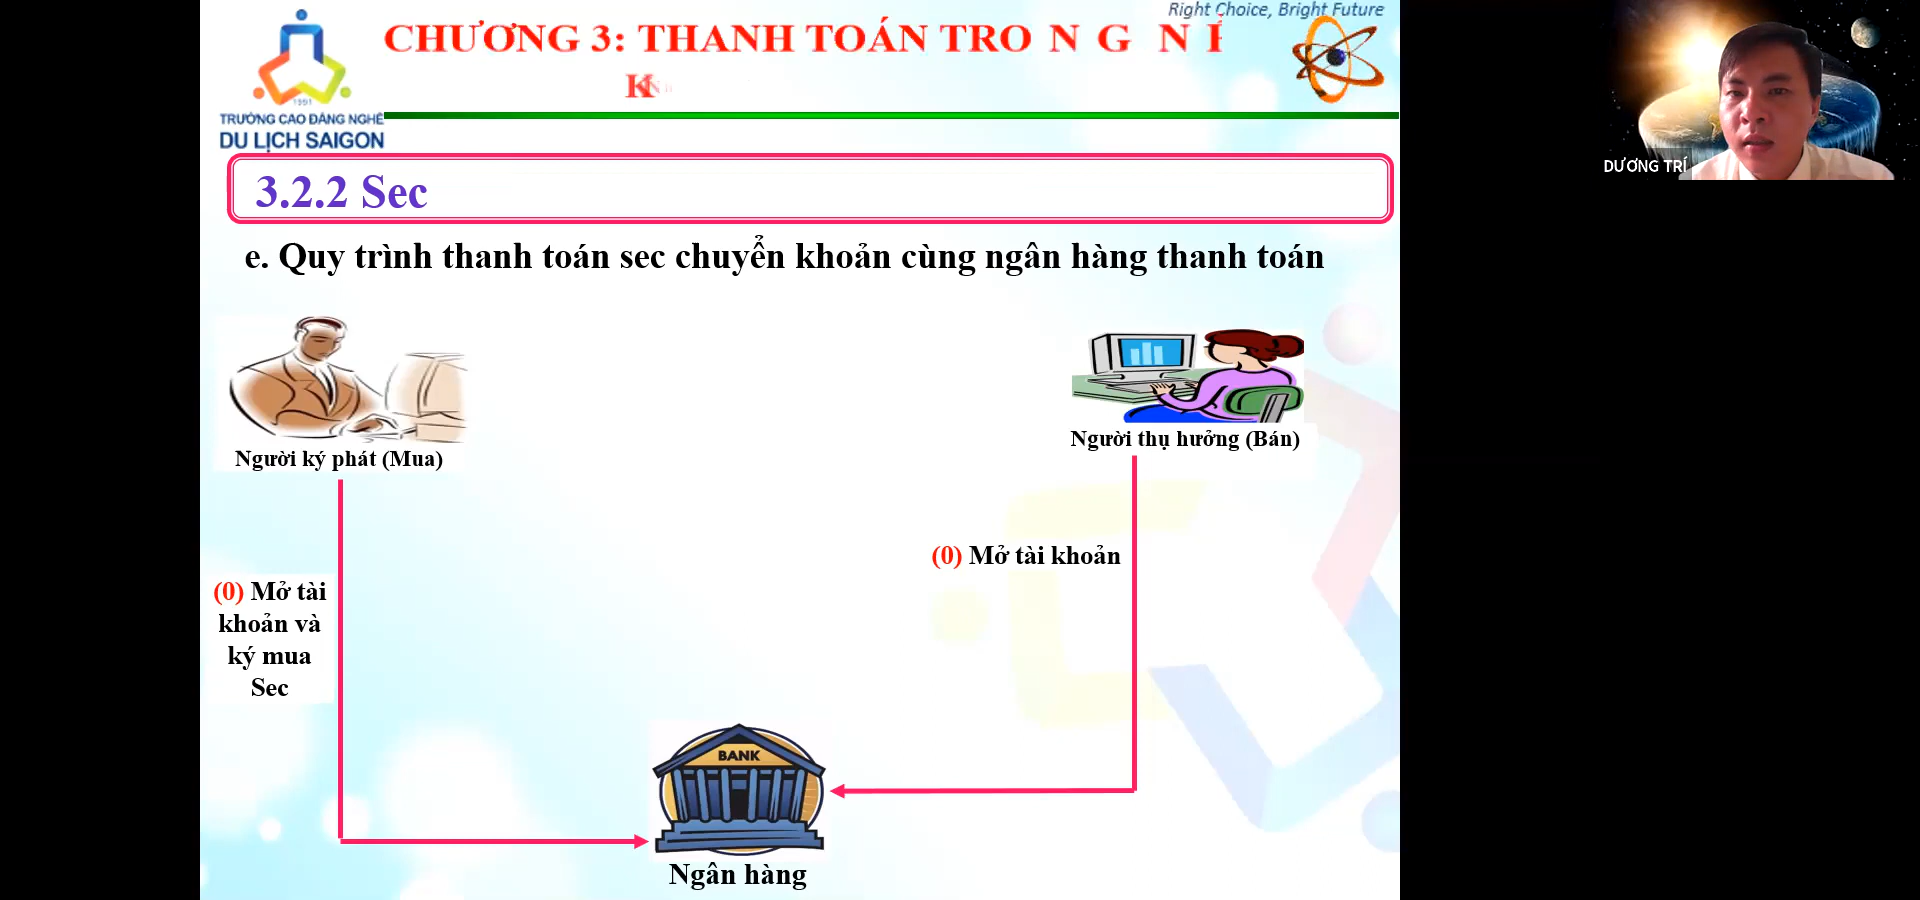 Right Choice, Bright Future
CHƯƠNG 3: THANH TOÁN TRO N G N Í
K
1991
TRƯỜNG CAO ĐẲNG NGHỀ
DU LỊCH SAIGON
DƯƠNG TRÍ
3.2.2 Sec
e. Quy trình thanh toán sec chuyển khoản cùng ngân hàng thanh toán
Người ký phát (Mua)
Người thụ hưởng (Bán)
(0) Mở tài khoản
(0) Mở tài
khoản và
ký mua
Sec
BANK
Ngân hàng